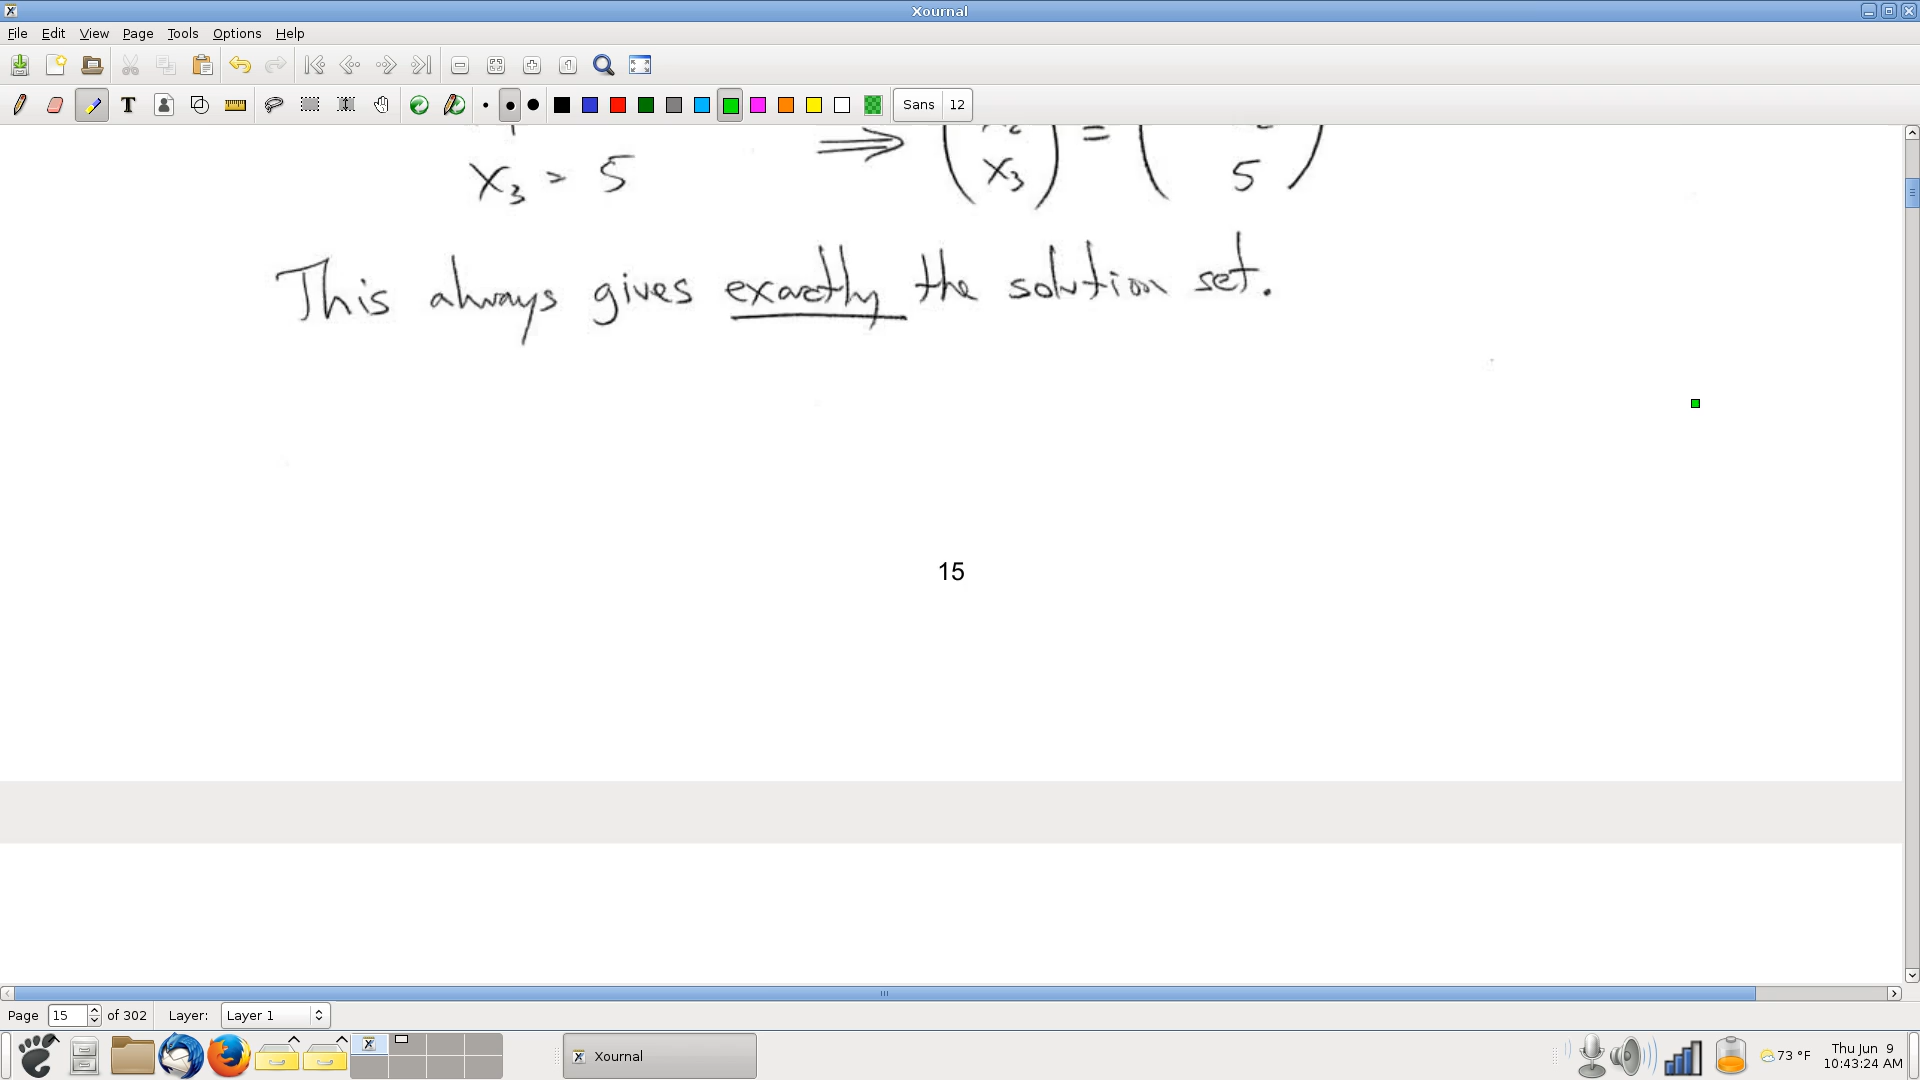 Xournal
File Edit View Page Tools Options Help
Sans 12
x₃ = 5 ⟹ (x₃) = (5)
This always gives exactly the solution set.
15
Page 15 of 302 Layer: Layer 1
Xournal
73 °F
Thu Jun 9
10:43:24 AM